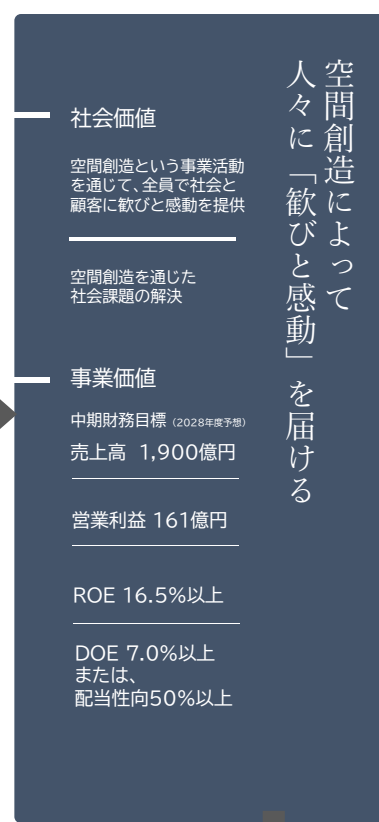 空間創造によって
人々に「歓びと感動」を届ける
社会価値
空間創造という事業活動
を通じて、全員で社会と
顧客に歓びと感動を提供
空間創造を通じた
社会課題の解決
事業価値
中期財務目標（2028年度予想）
売上高 1,900億円
営業利益 161億円
ROE 16.5%以上
DOE 7.0%以上
または、
配当性向50%以上